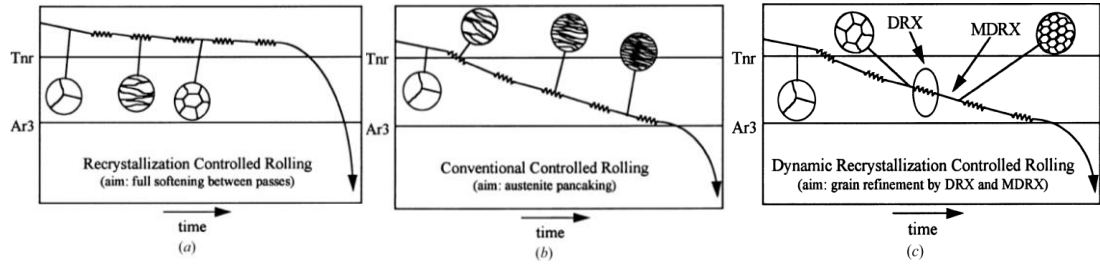 Tnr
Ar3
Recrystallization Controlled Rolling
(aim: full softening between passes)
time
(a)
Tnr
Ar3
Conventional Controlled Rolling
(aim: austenite pancaking)
time
(b)
DRX
MDRX
Tnr
Ar3
Dynamic Recrystallization Controlled Rolling
(aim: grain refinement by DRX and MDRX)
time
(c)